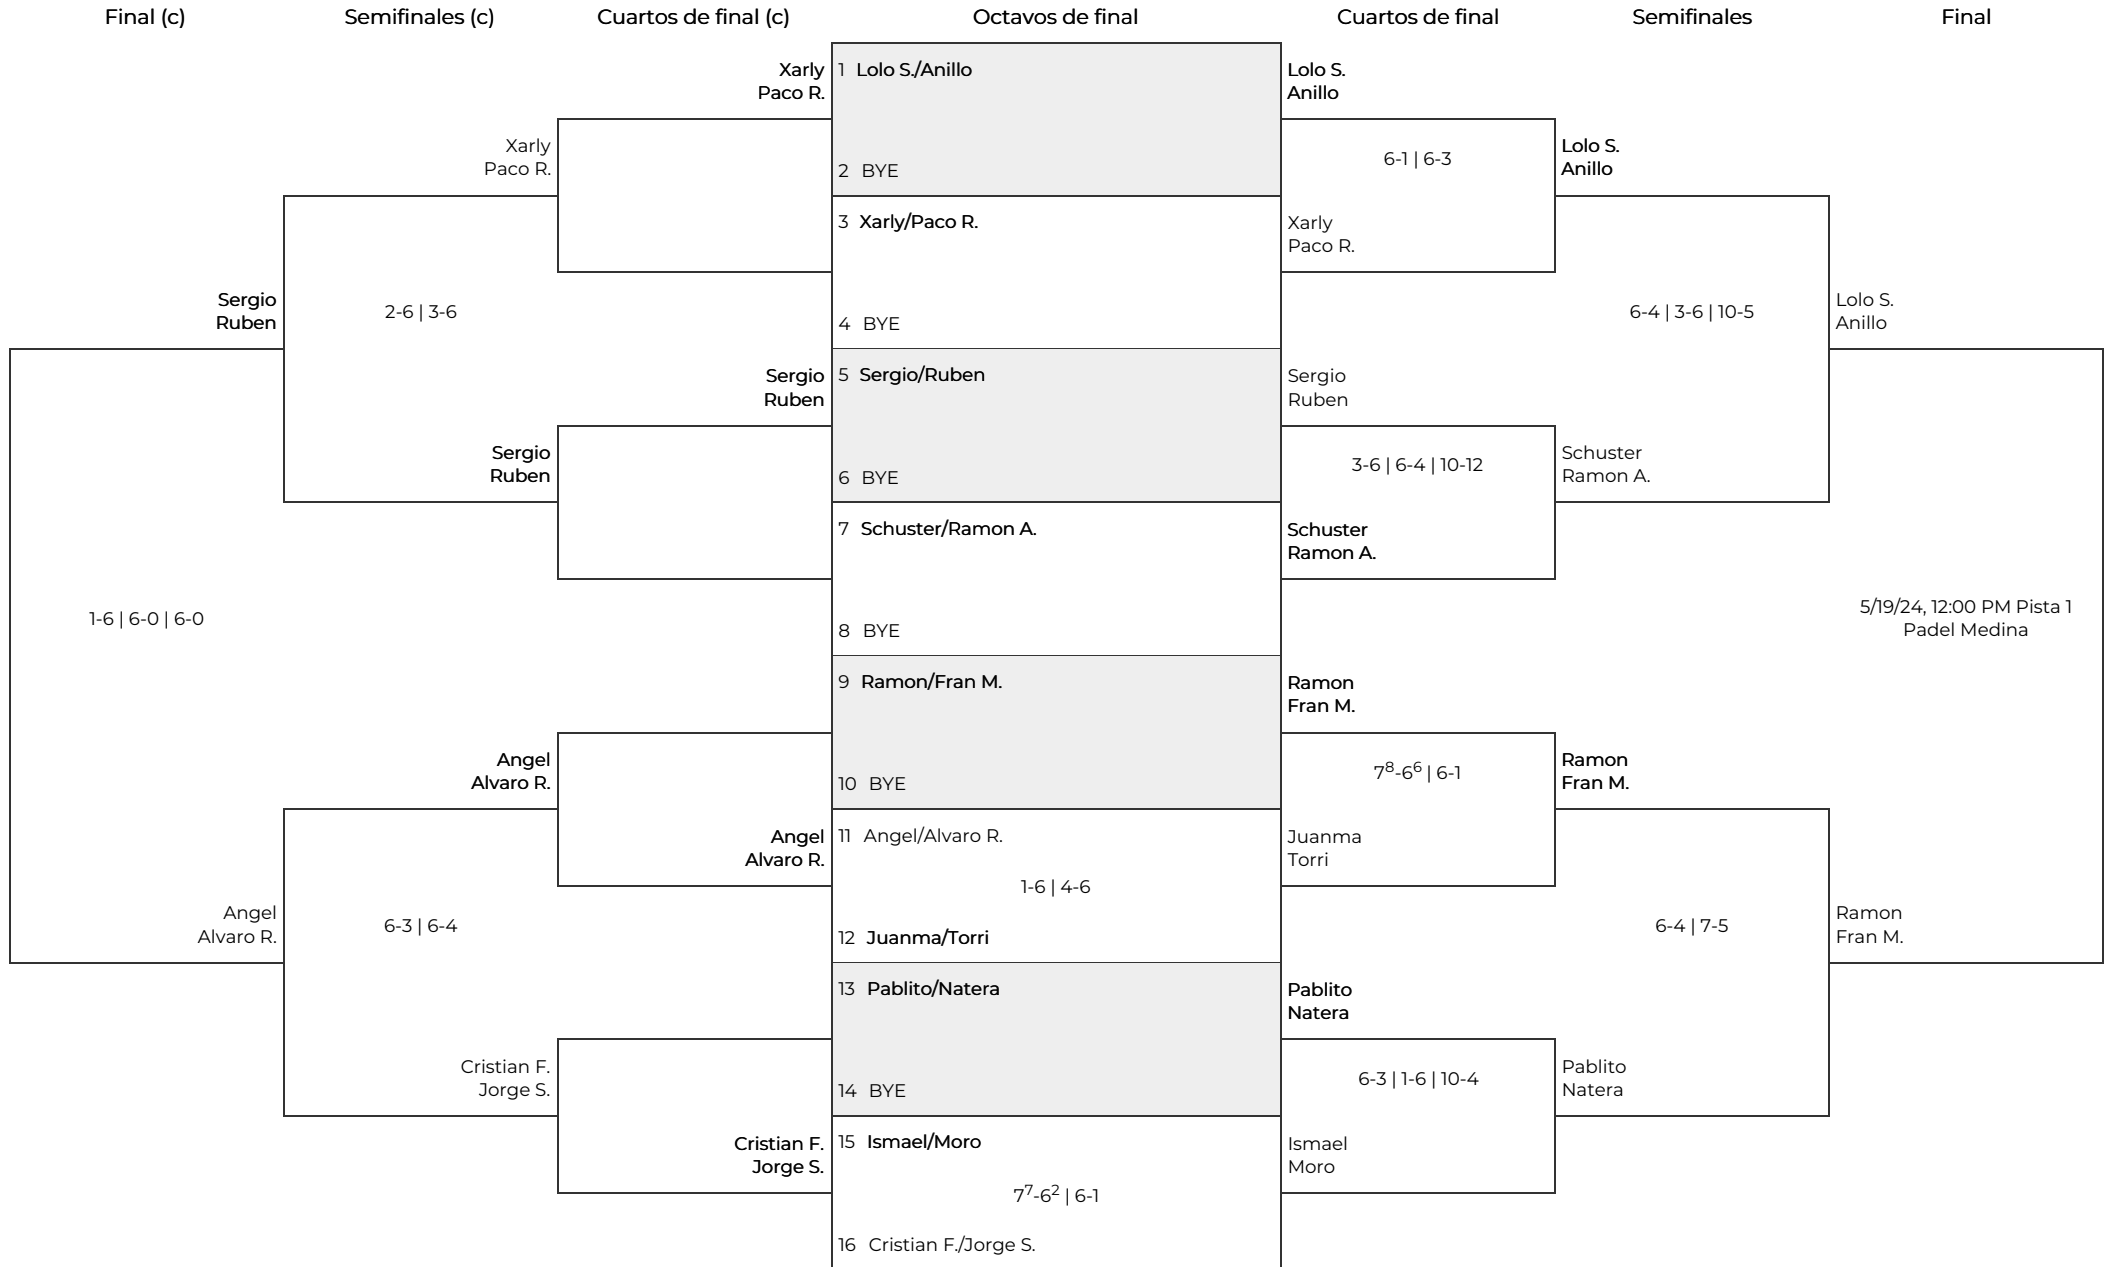 Final (c) Semifinales (c) Cuartos de final (c) Octavos de final Cuartos de final Semifinales Final
Xarly
Paco R.
Xarly
Paco R.
Sergio
Ruben
2-6 | 3-6
Sergio
Ruben
Sergio
Ruben
1-6 | 6-0 | 6-0
Angel
Alvaro R.
Angel
Alvaro R.
Angel
Alvaro R.
6-3 | 6-4
Cristian F.
Jorge S.
Cristian F.
Jorge S.
1 Lolo S./Anillo
2 BYE
3 Xarly/Paco R.
4 BYE
5 Sergio/Ruben
6 BYE
7 Schuster/Ramon A.
8 BYE
9 Ramon/Fran M.
10 BYE
11 Angel/Alvaro R.
1-6 | 4-6
12 Juanma/Torri
13 Pablito/Natera
14 BYE
15 Ismael/Moro
7⁷-6² | 6-1
16 Cristian F./Jorge S.
Lolo S.
Anillo
6-1 | 6-3
Xarly
Paco R.
Sergio
Ruben
3-6 | 6-4 | 10-12
Schuster
Ramon A.
Ramon
Fran M.
7⁸-6⁶ | 6-1
Juanma
Torri
Pablito
Natera
6-3 | 1-6 | 10-4
Ismael
Moro
Lolo S.
Anillo
6-4 | 3-6 | 10-5
Schuster
Ramon A.
Ramon
Fran M.
6-4 | 7-5
Pablito
Natera
Lolo S.
Anillo
5/19/24, 12:00 PM Pista 1
Padel Medina
Ramon
Fran M.